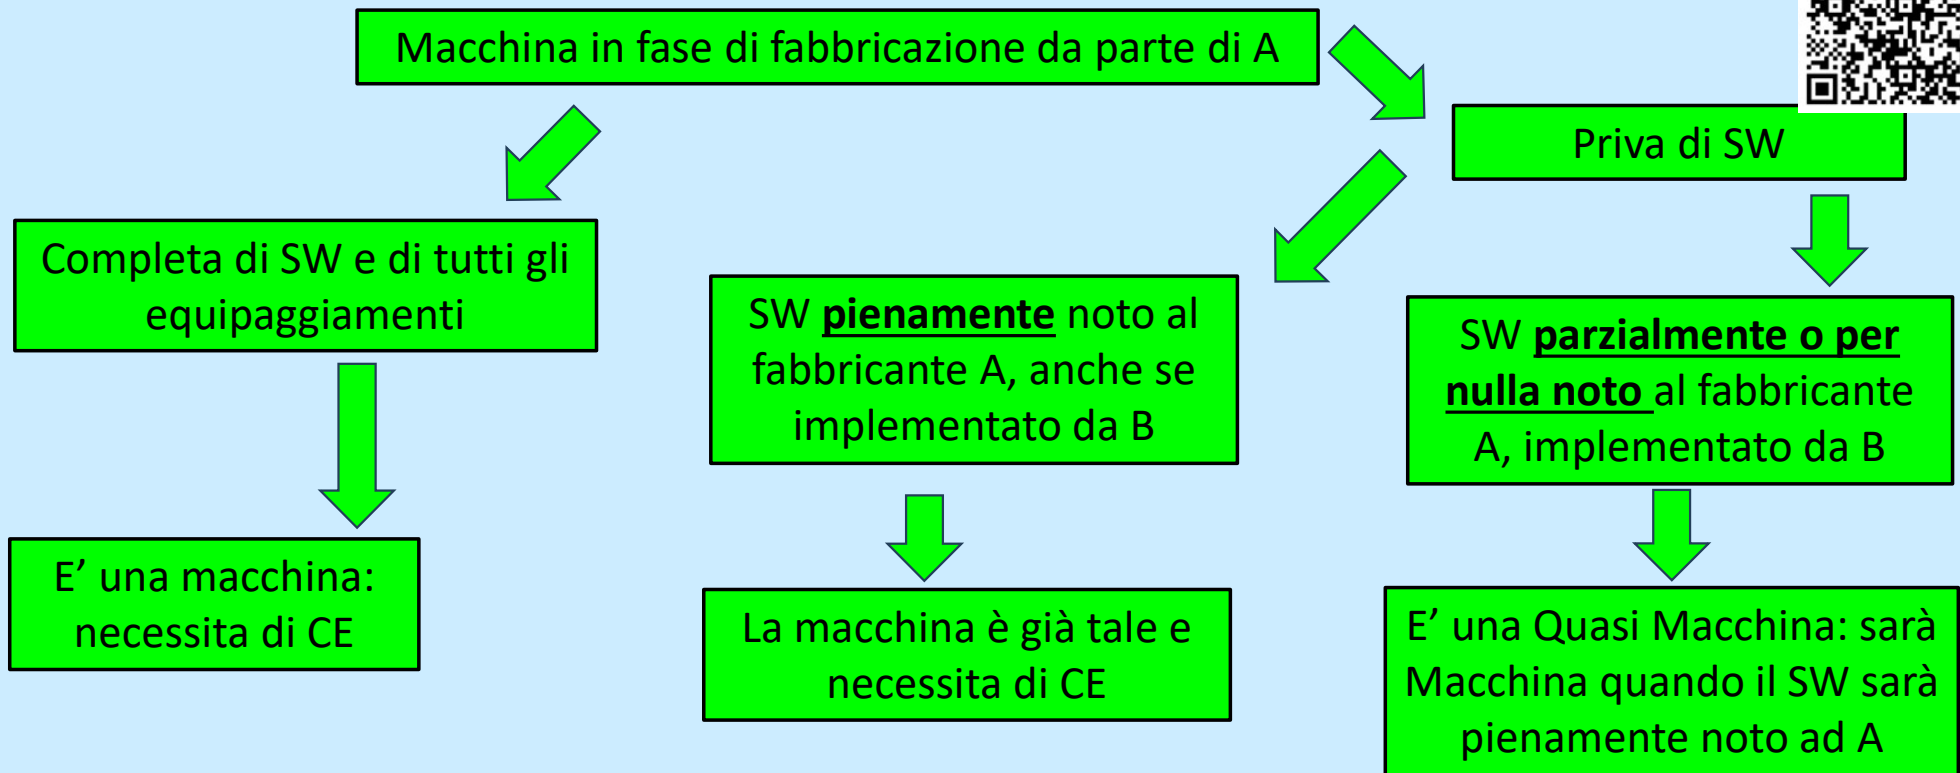 Macchina in fase di fabbricazione da parte di A
Priva di SW
Completa di SW e di tutti gli
equipaggiamenti
SW pienamente noto al
fabbricante A, anche se
implementato da B
SW parzialmente o per
nulla noto al fabbricante
A, implementato da B
E’ una macchina:
necessita di CE
La macchina è già tale e
necessita di CE
E’ una Quasi Macchina: sarà
Macchina quando il SW sarà
pienamente noto ad A